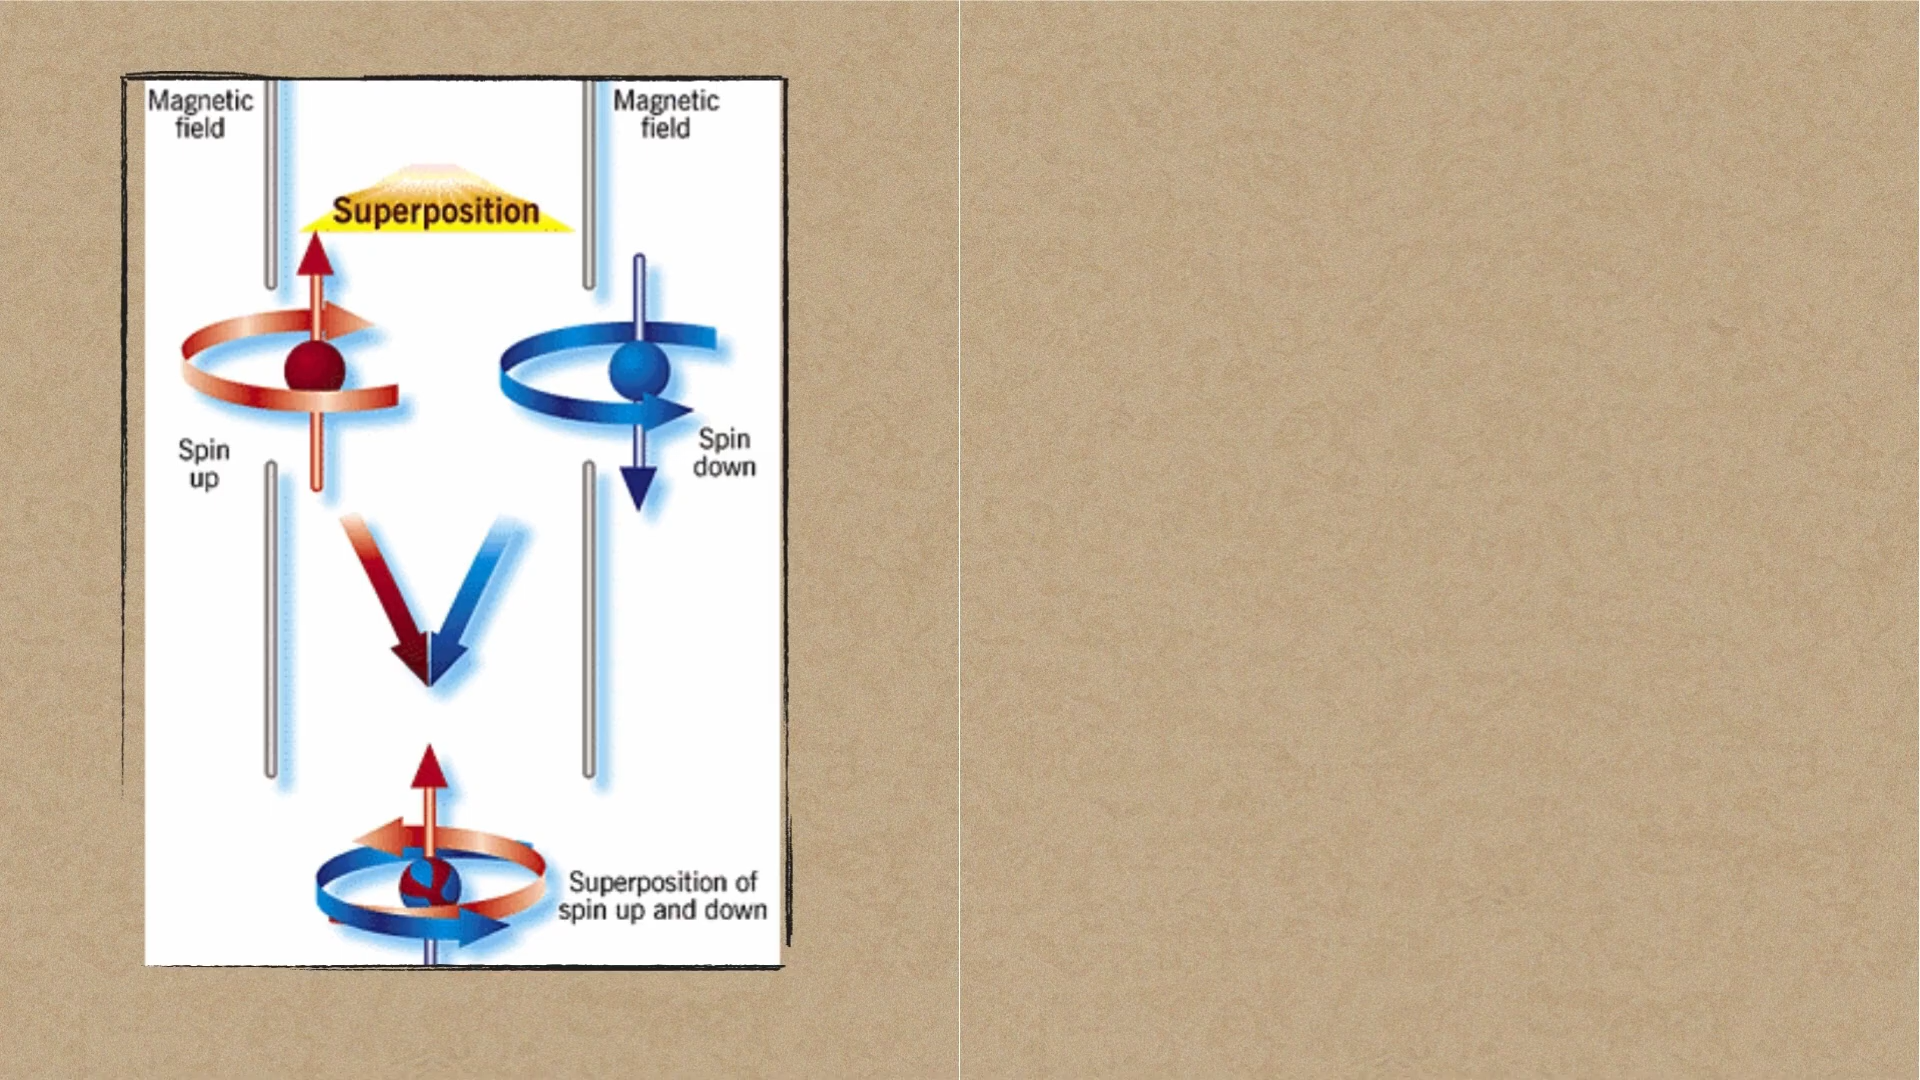 Magnetic
field
Magnetic
field
Superposition
Spin
up
Spin
down
Superposition of
spin up and down